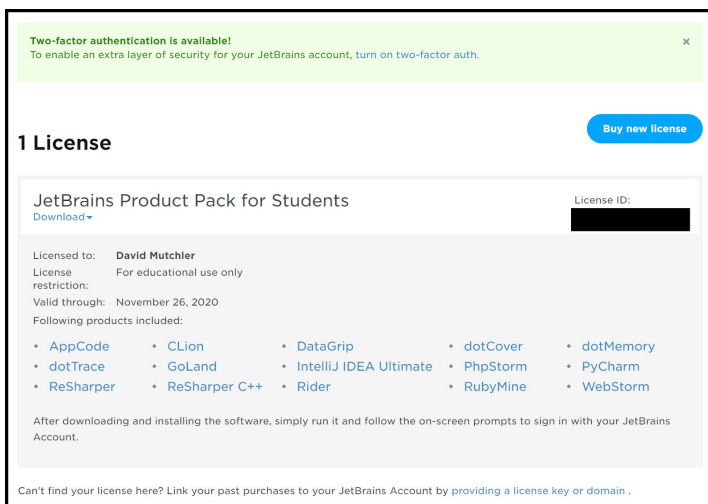 Two-factor authentication is available!
×
To enable an extra layer of security for your JetBrains account, turn on two-factor auth.
1 License
Buy new license
JetBrains Product Pack for Students
License ID:
Download
Licensed to: David Mutchler
License restriction: For educational use only
Valid through: November 26, 2020
Following products included:
• AppCode • CLion • DataGrip • dotCover • dotMemory
• dotTrace • GoLand • IntelliJ IDEA Ultimate • PhpStorm • PyCharm
• ReSharper • ReSharper C++ • Rider • RubyMine • WebStorm
After downloading and installing the software, simply run it and follow the on-screen prompts to sign in with your JetBrains
Account.
Can't find your license here? Link your past purchases to your JetBrains Account by providing a license key or domain .